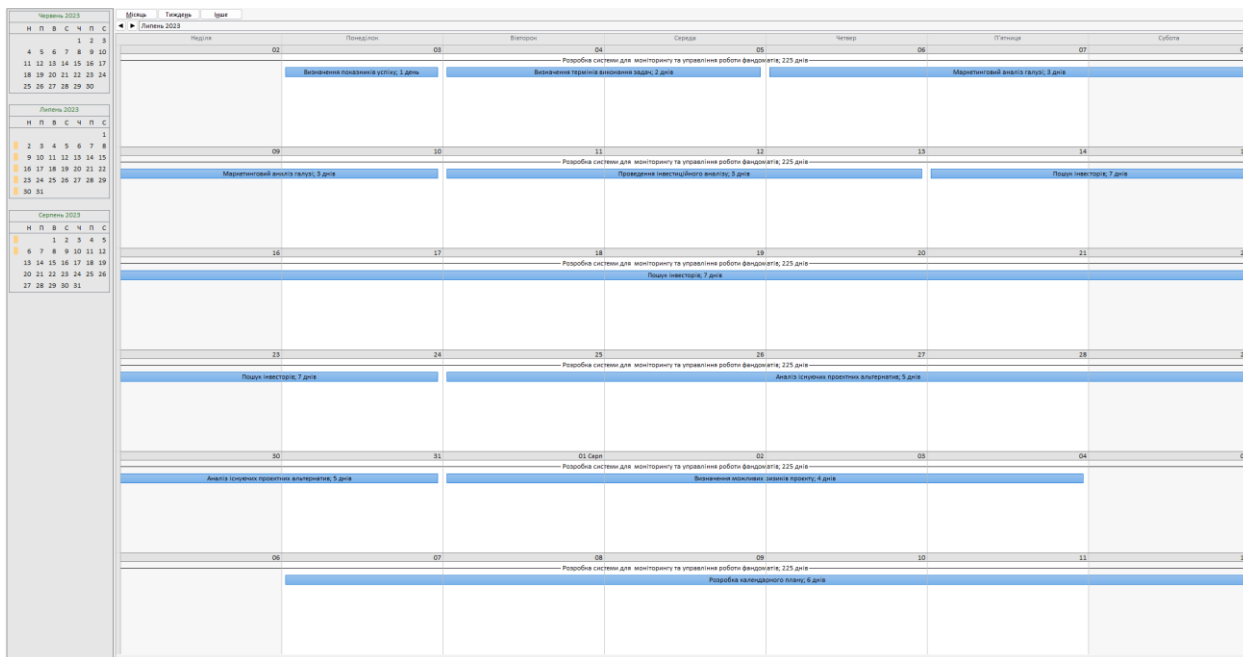 Місяць Тиждень Інше
Липень 2023
Червень 2023
Н П В С Ч П С
1 2 3
4 5 6 7 8 9 10
11 12 13 14 15 16 17
18 19 20 21 22 23 24
25 26 27 28 29 30
Липень 2023
Н П В С Ч П С
1
2 3 4 5 6 7 8
9 10 11 12 13 14 15
16 17 18 19 20 21 22
23 24 25 26 27 28 29
30 31
Серпень 2023
Н П В С Ч П С
1 2 3 4 5
6 7 8 9 10 11 12
13 14 15 16 17 18 19
20 21 22 23 24 25 26
27 28 29 30 31
Неділя Понеділок Вівторок Середа Четвер П'ятниця Субота
02 03 04 05 06 07
Розробка системи для моніторингу та управління роботи фандоматів; 225 днів
Визначення показників успіху; 1 день Визначення термінів виконання задач; 2 днів Маркетинговий аналіз галузі; 3 днів
09 10 11 12 13 14
Розробка системи для моніторингу та управління роботи фандоматів; 225 днів
Маркетинговий аналіз галузі; 3 днів Проведення інвестиційного аналізу; 3 днів Пошук інвесторів; 7 днів
16 17 18 19 20 21
Розробка системи для моніторингу та управління роботи фандоматів; 225 днів
Пошук інвесторів; 7 днів
23 24 25 26 27 28
Розробка системи для моніторингу та управління роботи фандоматів; 225 днів
Пошук інвесторів; 7 днів Аналіз існуючих проєктних альтернатив; 5 днів
30 31 01 Серп 02 03 04
Розробка системи для моніторингу та управління роботи фандоматів; 225 днів
Аналіз існуючих проєктних альтернатив; 5 днів Визначення можливих ризиків проєкту; 4 днів
06 07 08 09 10 11
Розробка системи для моніторингу та управління роботи фандоматів; 225 днів
Розробка календарного плану; 6 днів